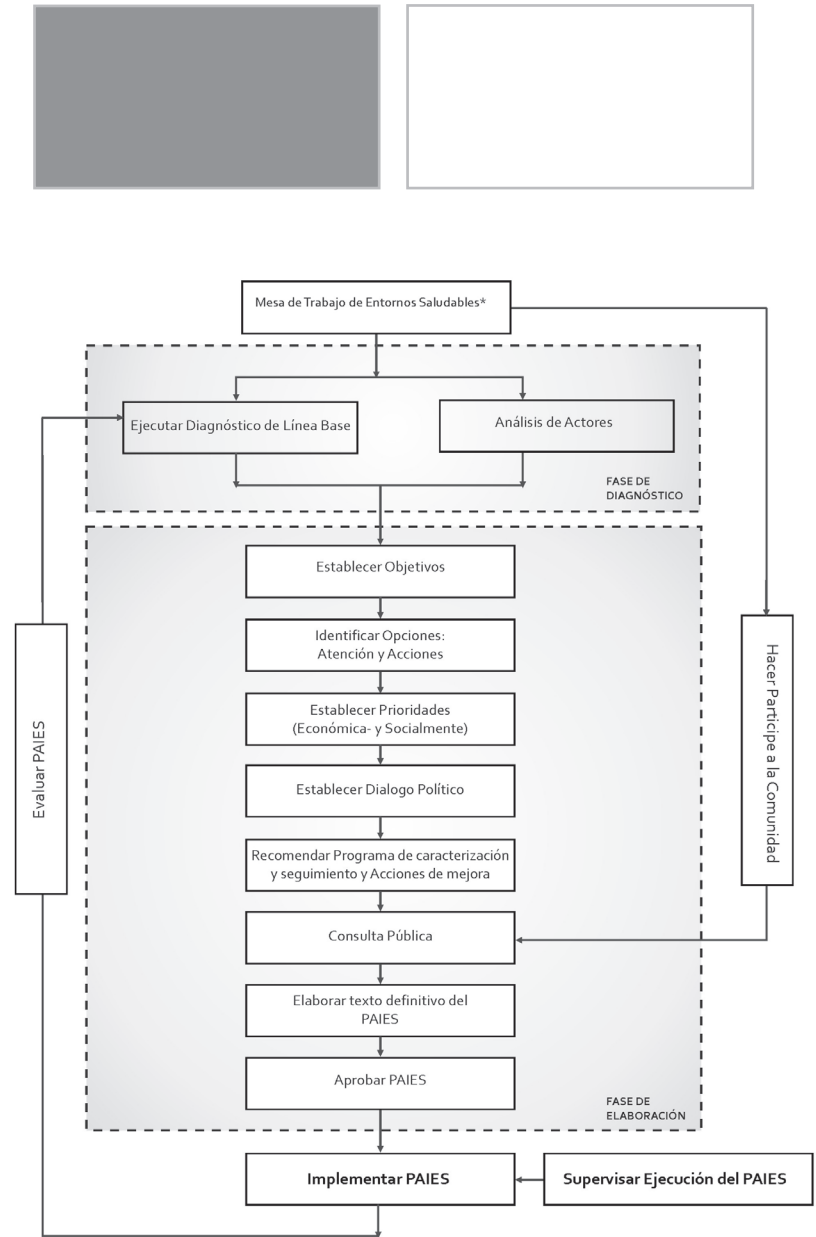 Mesa de Trabajo de Entornos Saludables*
Ejecutar Diagnóstico de Línea Base
Análisis de Actores
FASE DE
DIAGNÓSTICO
Establecer Objetivos
Identificar Opciones:
Atención y Acciones
Establecer Prioridades
(Económica- y Socialmente)
Establecer Dialogo Político
Recomendar Programa de caracterización
y seguimiento y Acciones de mejora
Consulta Pública
Elaborar texto definitivo del
PAIES
Aprobar PAIES
FASE DE
ELABORACIÓN
Evaluar PAIES
Hacer Participe a la Comunidad
Implementar PAIES
Supervisar Ejecución del PAIES